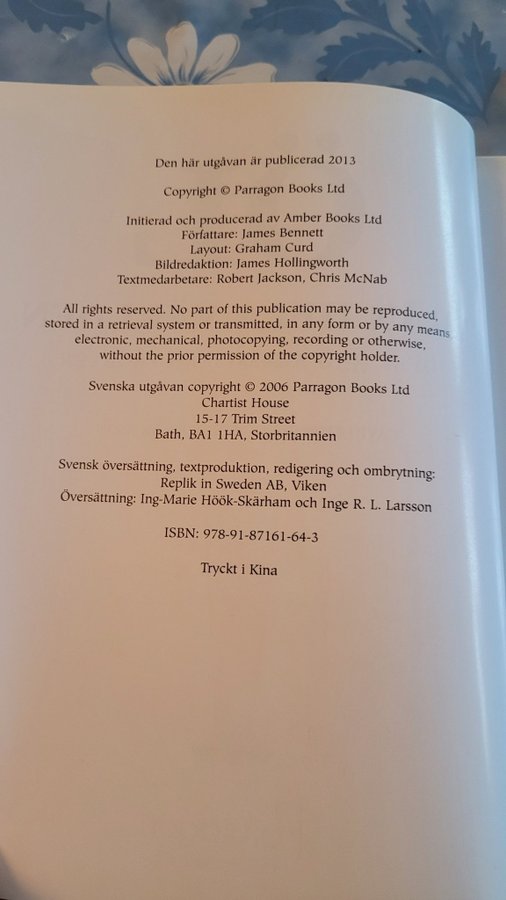 Den här utgåvan är publicerad 2013
Copyright © Parragon Books Ltd
Initierad och producerad av Amber Books Ltd
Författare: James Bennett
Layout: Graham Curd
Bildredaktion: James Hollingworth
Textmedarbetare: Robert Jackson, Chris McNab
All rights reserved. No part of this publication may be reproduced,
stored in a retrieval system or transmitted, in any form or by any means
electronic, mechanical, photocopying, recording or otherwise,
without the prior permission of the copyright holder.
Svenska utgåvan copyright © 2006 Parragon Books Ltd
Chartist House
15-17 Trim Street
Bath, BA1 1HA, Storbritannien
Svensk översättning, textproduktion, redigering och ombrytning:
Replik in Sweden AB, Viken
Översättning: Ing-Marie Höök-Skärham och Inge R. L. Larsson
ISBN: 978-91-87161-64-3
Tryckt i Kina